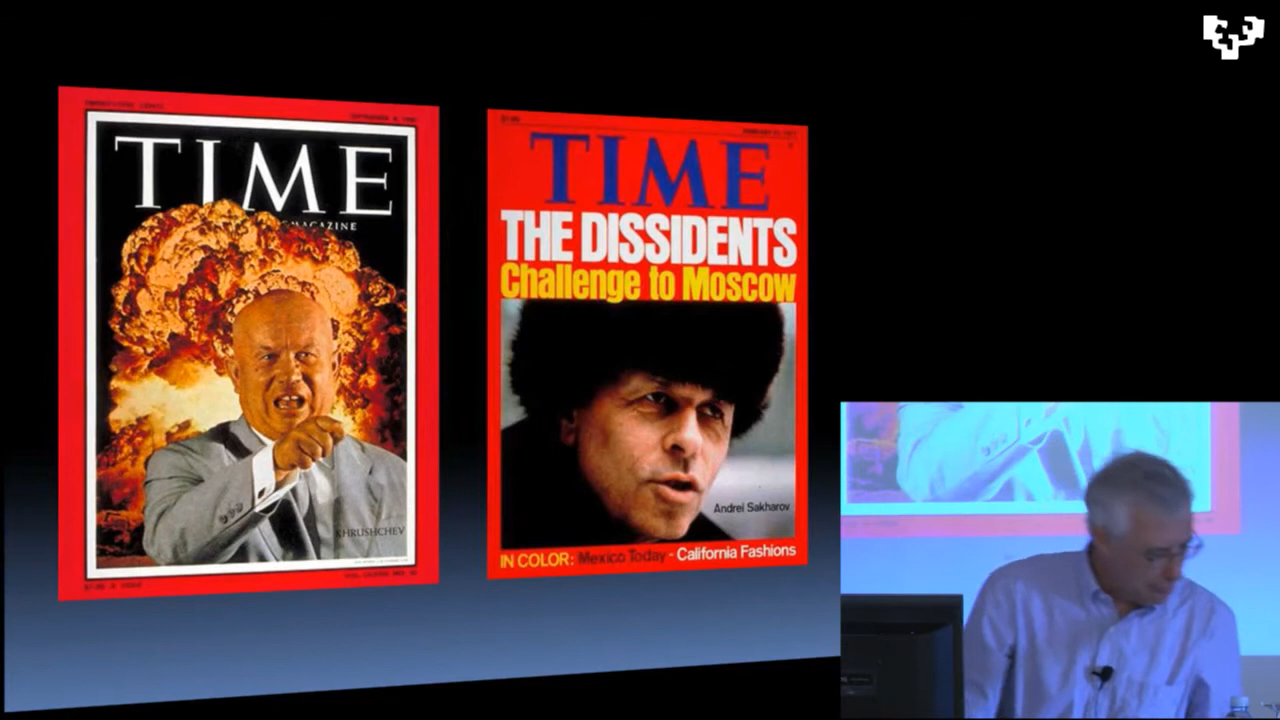 TIME
MAGAZINE
KHRUSHCHEV
TIME
THE DISSIDENTS
Challenge to Moscow
Andrei Sakharov
IN COLOR: Mexico Today - California Fashions